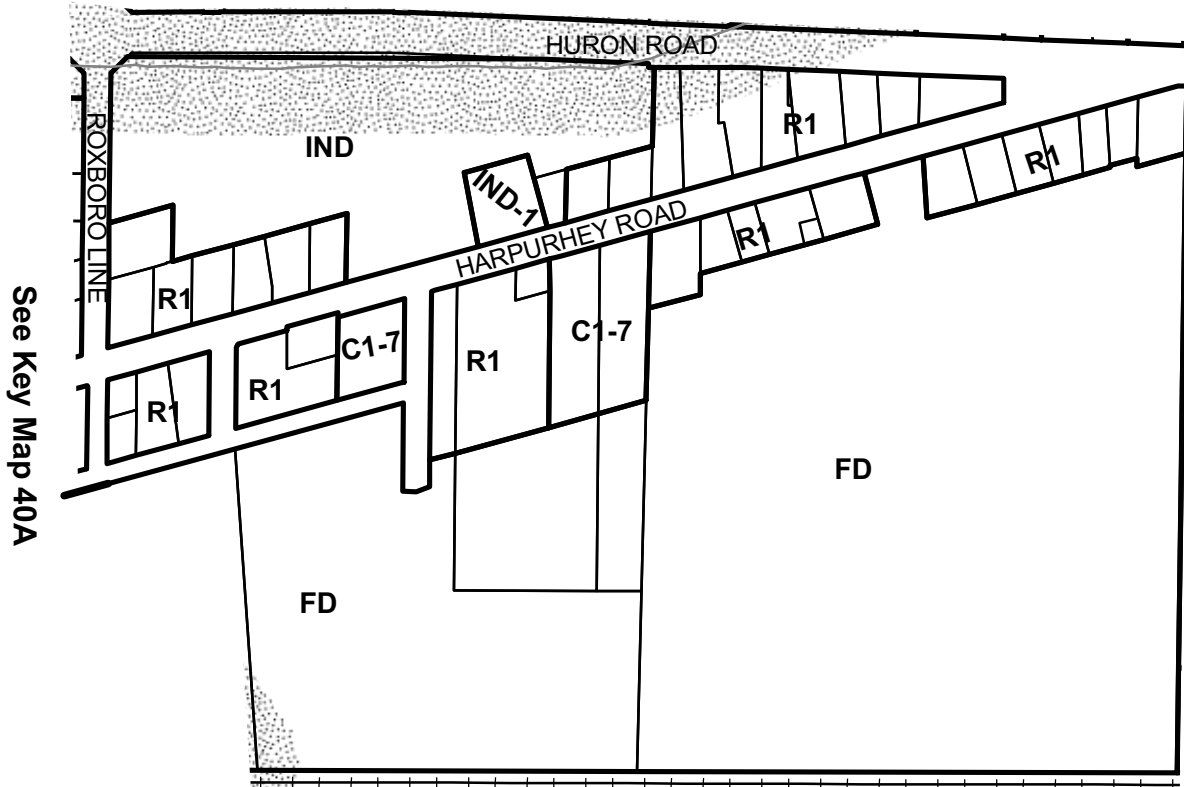 HURON ROAD
ROXBORO LINE
IND
R1
R1
IND-1
HARPURHEY ROAD
R1
R1
C1-7
C1-7
R1
R1
R1
See Key Map 40A
FD
FD